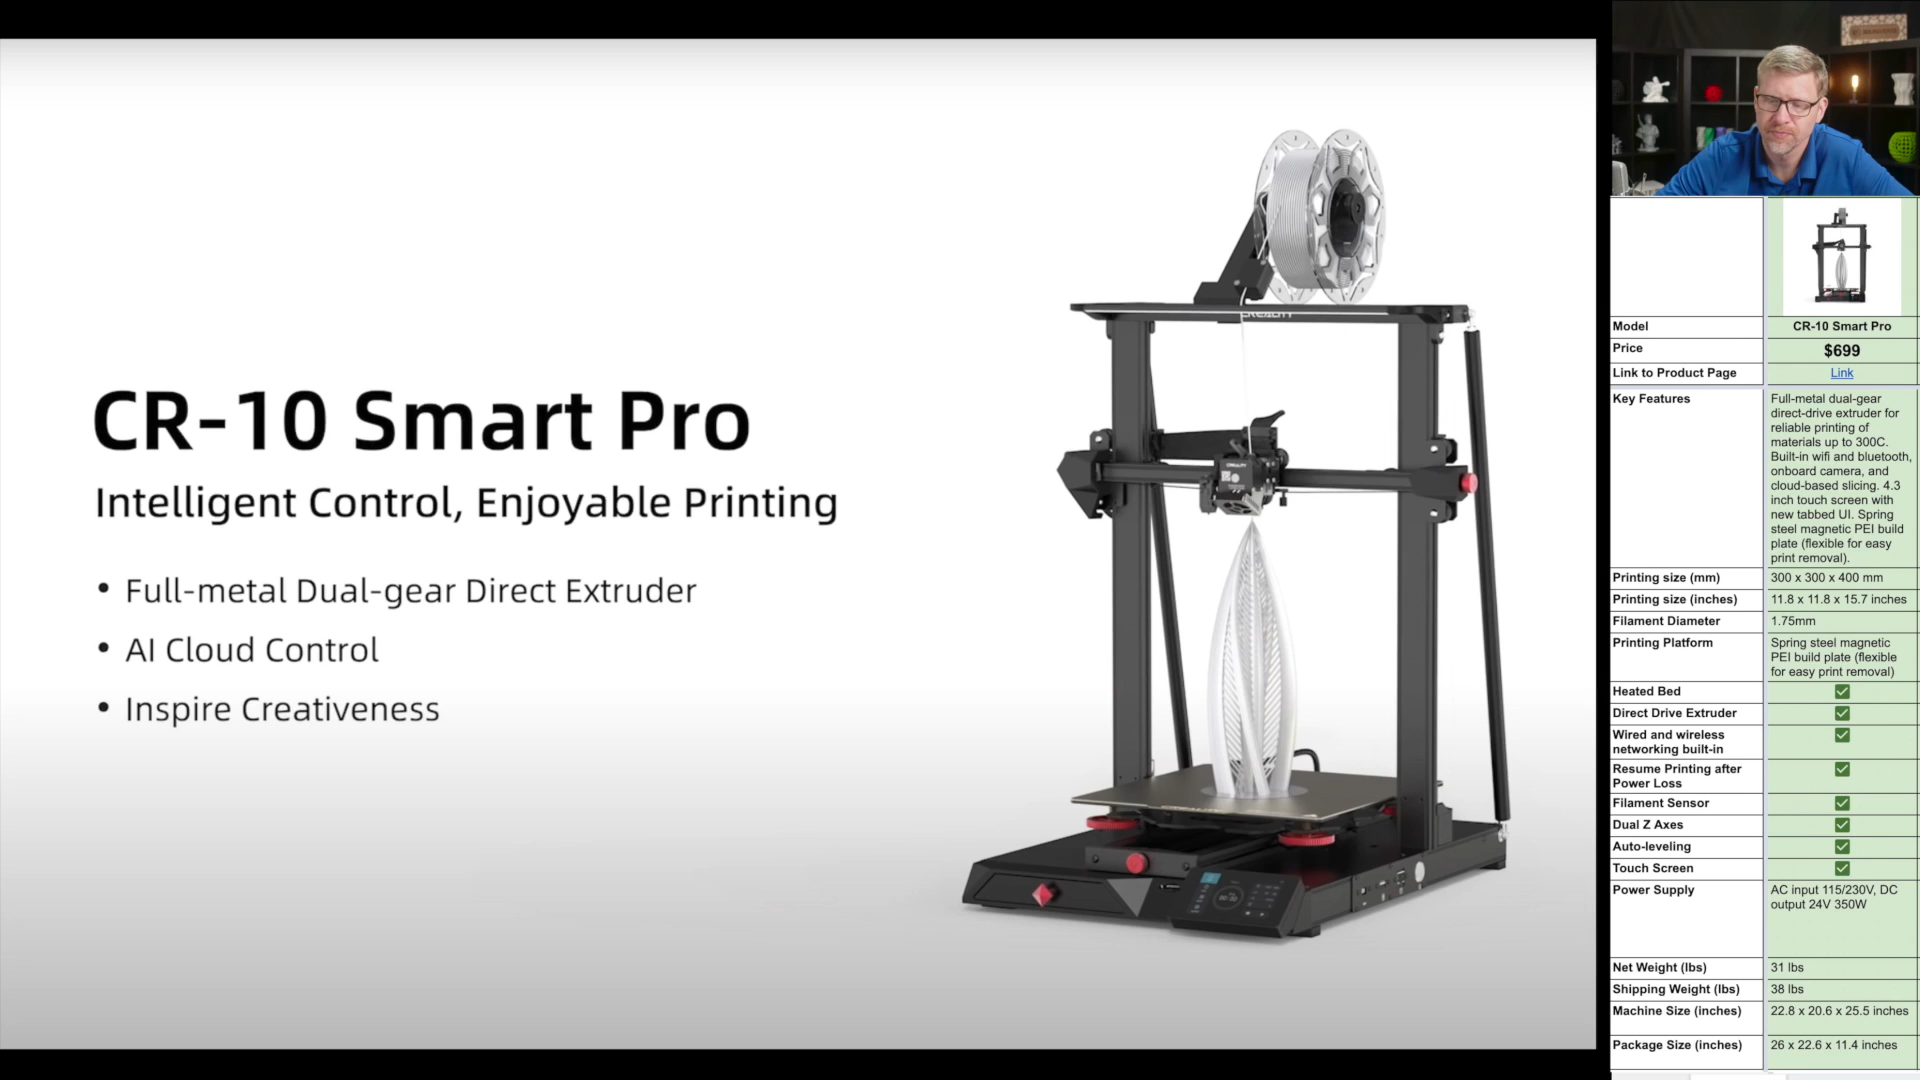 CREALITY
CR-10 Smart Pro
Intelligent Control, Enjoyable Printing
• Full-metal Dual-gear Direct Extruder
• AI Cloud Control
• Inspire Creativeness
Model
CR-10 Smart Pro
Price
$699
Link to Product Page
Link
Key Features
Full-metal dual-gear
direct-drive extruder for
reliable printing of
materials up to 300C.
Built-in wifi and bluetooth,
onboard camera, and
cloud-based slicing. 4.3
inch touch screen with
new tabbed UI. Spring
steel magnetic PEI build
plate (flexible for easy
print removal).
Printing size (mm)
300 x 300 x 400 mm
Printing size (inches)
11.8 x 11.8 x 15.7 inches
Filament Diameter
1.75mm
Printing Platform
Spring steel magnetic
PEI build plate (flexible
for easy print removal)
Heated Bed
Direct Drive Extruder
Wired and wireless
networking built-in
Resume Printing after
Power Loss
Filament Sensor
Dual Z Axes
Auto-leveling
Touch Screen
Power Supply
AC input 115/230V, DC
output 24V 350W
Net Weight (lbs)
31 lbs
Shipping Weight (lbs)
38 lbs
Machine Size (inches)
22.8 x 20.6 x 25.5 inches
Package Size (inches)
26 x 22.6 x 11.4 inches